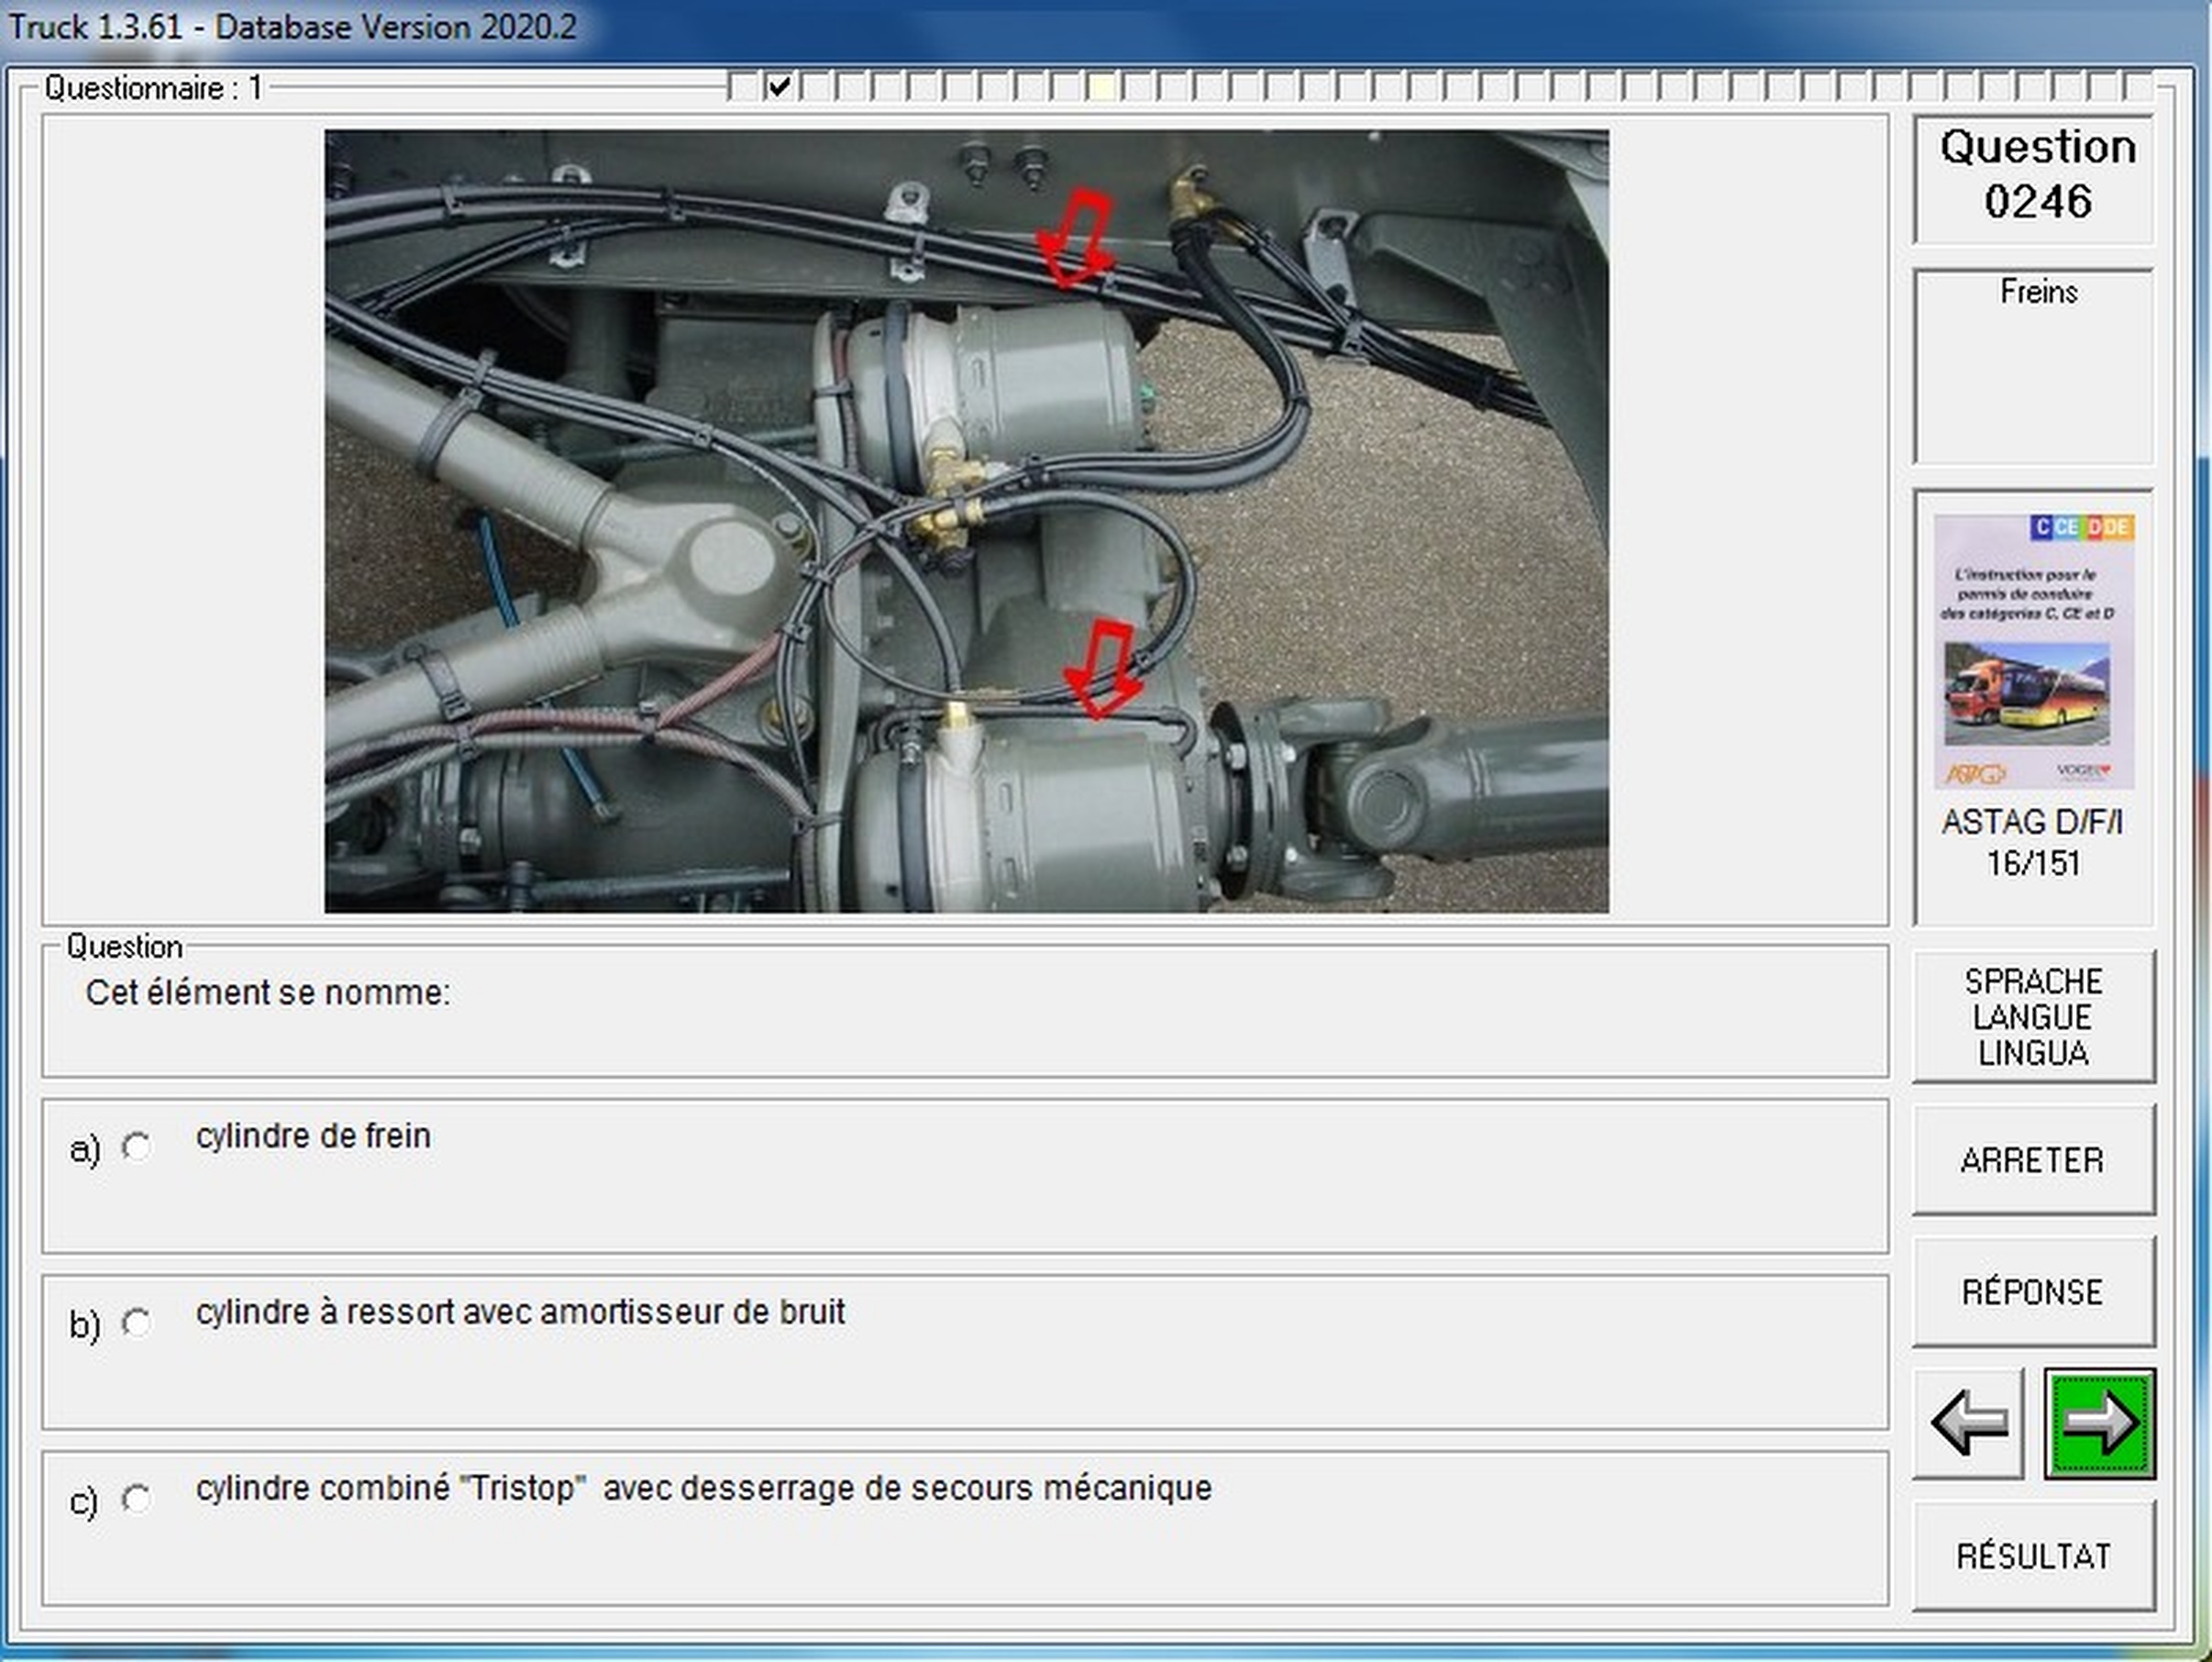 Truck 1.3.61 - Database Version 2020.2
Questionnaire : 1
Question
0246
Freins
C CE D DE
L'instruction pour le
permis de conduire
des catégories C, CE et D
ASTAG
VOGEL
ASTAG D/F/I
16/151
Question
Cet élément se nomme:
SPRACHE
LANGUE
LINGUA
a) cylindre de frein
ARRETER
b) cylindre à ressort avec amortisseur de bruit
RÉPONSE
c) cylindre combiné "Tristop" avec desserrage de secours mécanique
RÉSULTAT